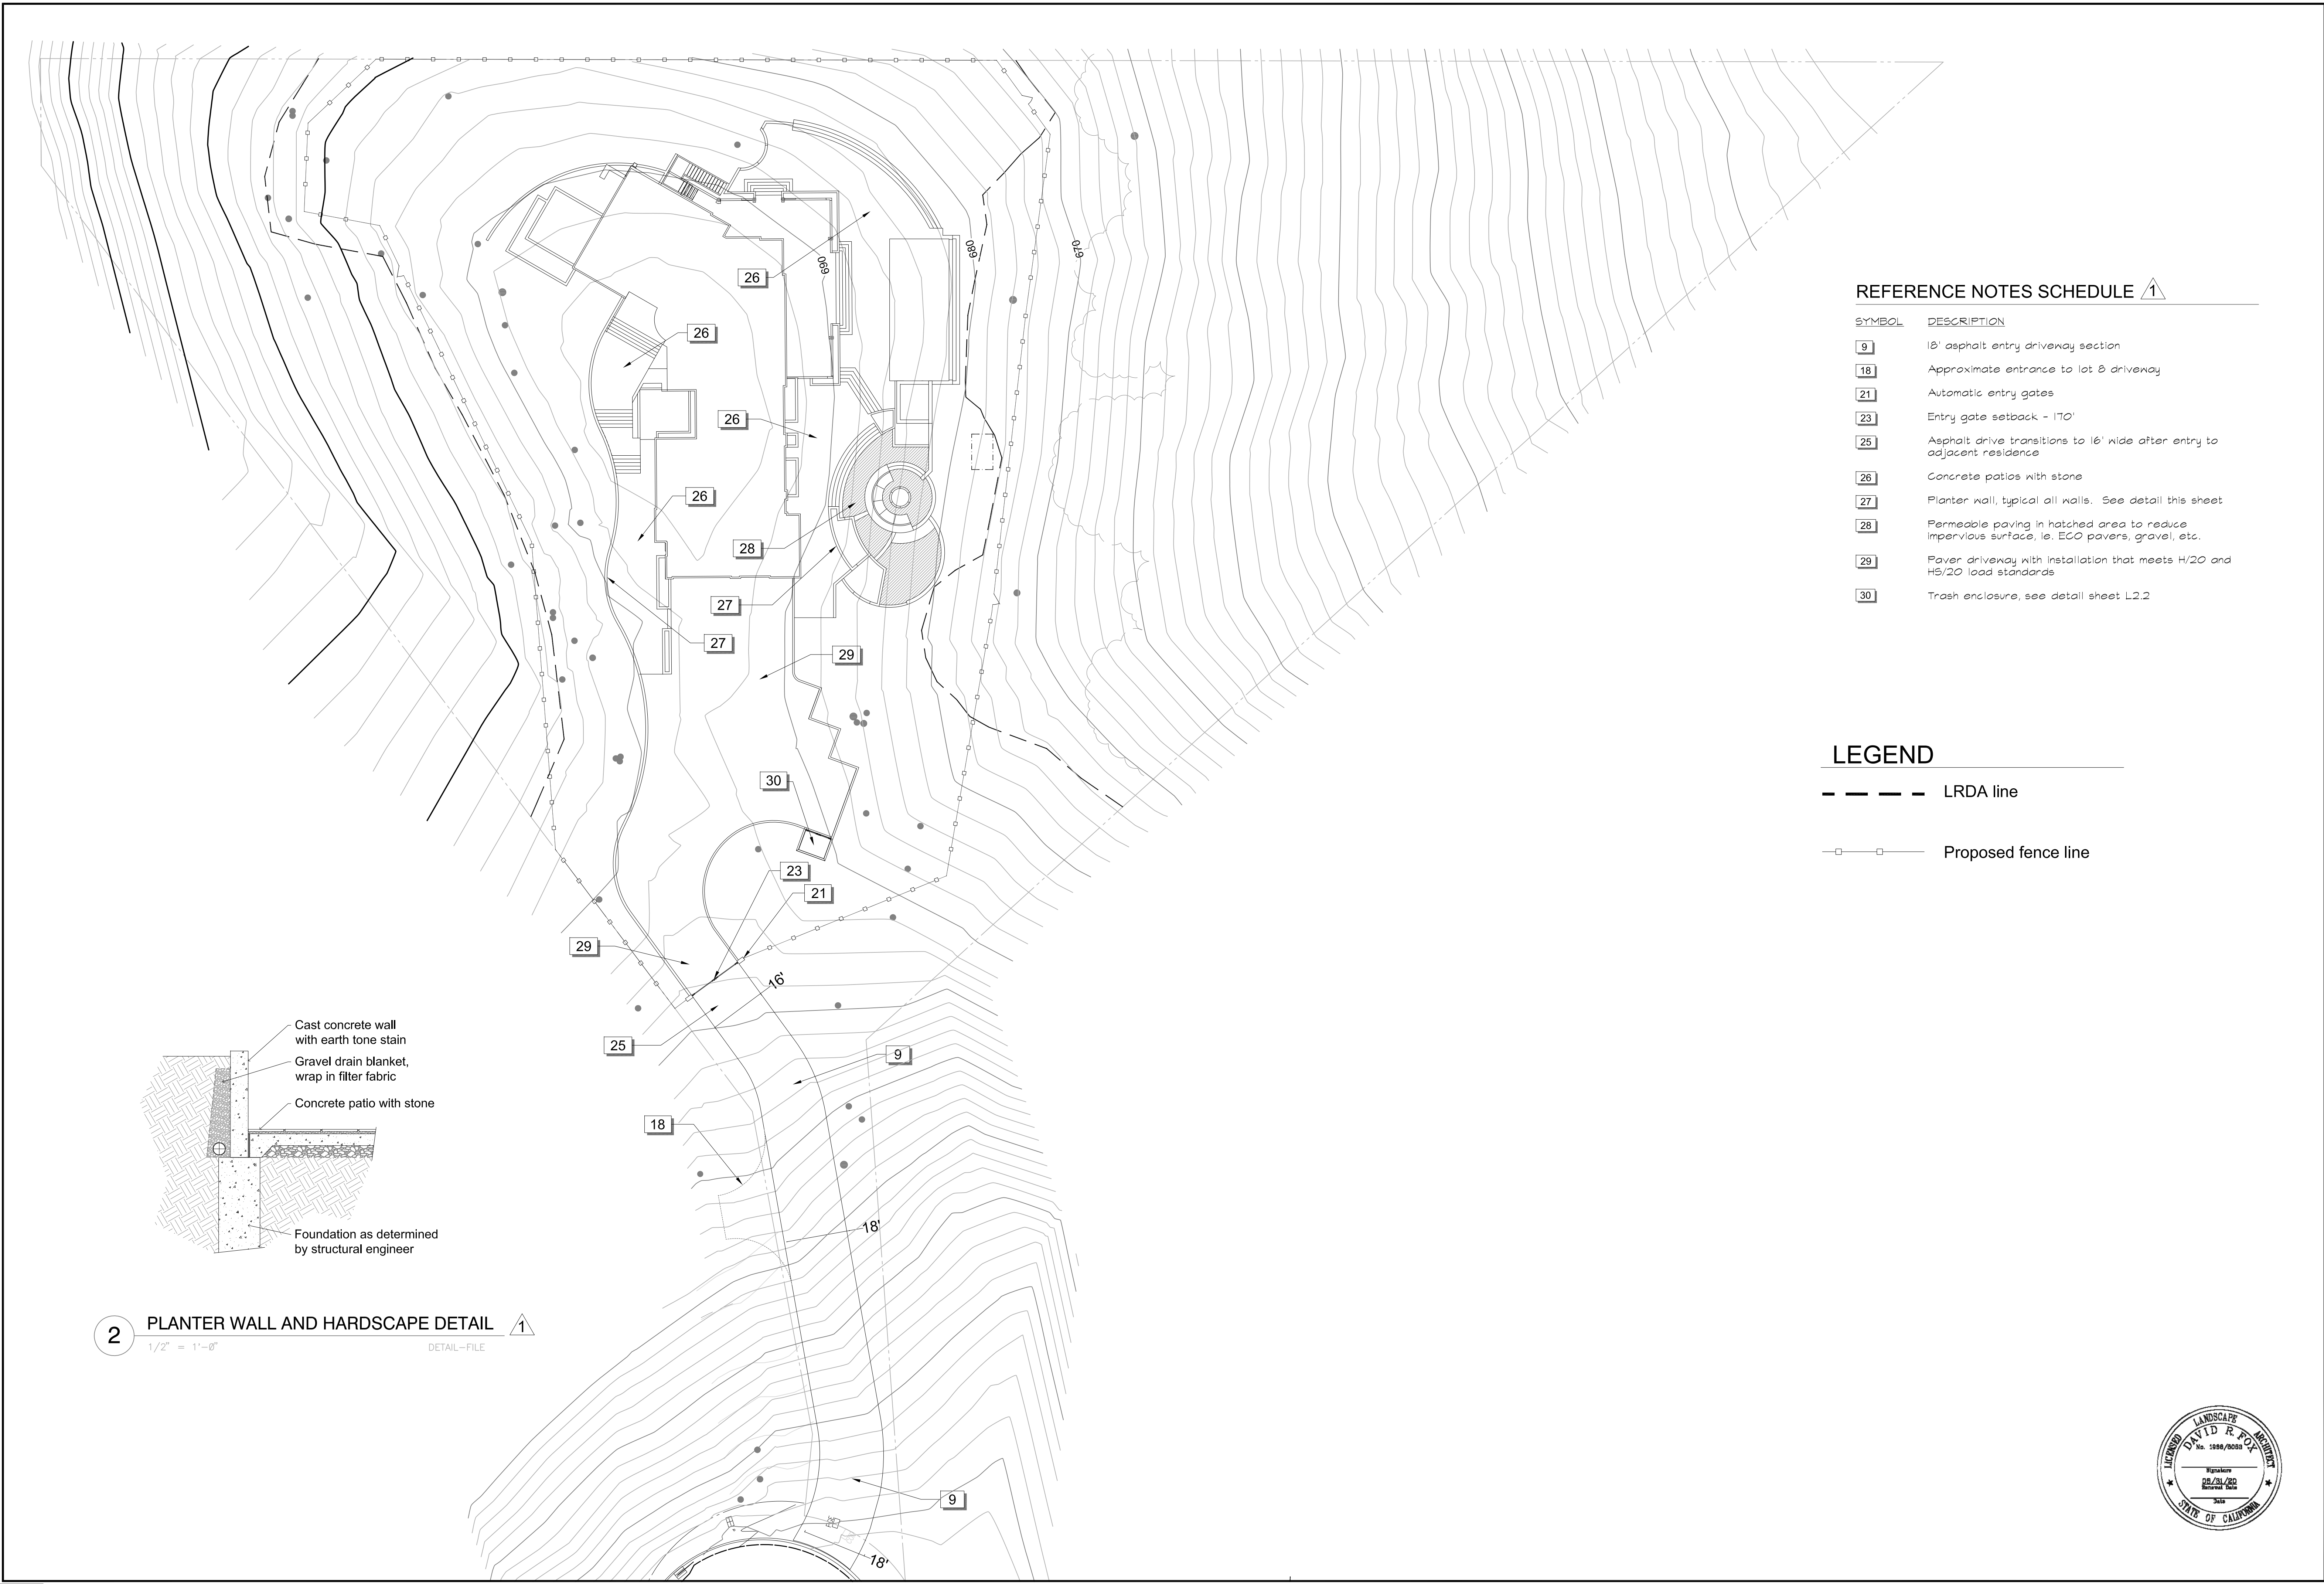 690
680
670
26
26
26
26
28
27
27
29
30
23
21
29
16'
25
9
18
18'
9
18'
REFERENCE NOTES SCHEDULE 1
SYMBOL DESCRIPTION
9 18' asphalt entry driveway section
18 Approximate entrance to lot 8 driveway
21 Automatic entry gates
23 Entry gate setback - 170'
25 Asphalt drive transitions to 16' wide after entry to
adjacent residence
26 Concrete patios with stone
27 Planter wall, typical all walls. See detail this sheet
28 Permeable paving in hatched area to reduce
impervious surface, ie. ECO pavers, gravel, etc.
29 Paver driveway with installation that meets H/20 and
HS/20 load standards
30 Trash enclosure, see detail sheet L2.2
LEGEND
LRDA line
Proposed fence line
Cast concrete wall
with earth tone stain
Gravel drain blanket,
wrap in filter fabric
Concrete patio with stone
Foundation as determined
by structural engineer
2 PLANTER WALL AND HARDSCAPE DETAIL 1
1/2" = 1'-0" DETAIL-FILE
LICENSED LANDSCAPE ARCHITECT
DAVID R. FOX
Signature
08/31/20
Renewal Date
Date
STATE OF CALIFORNIA